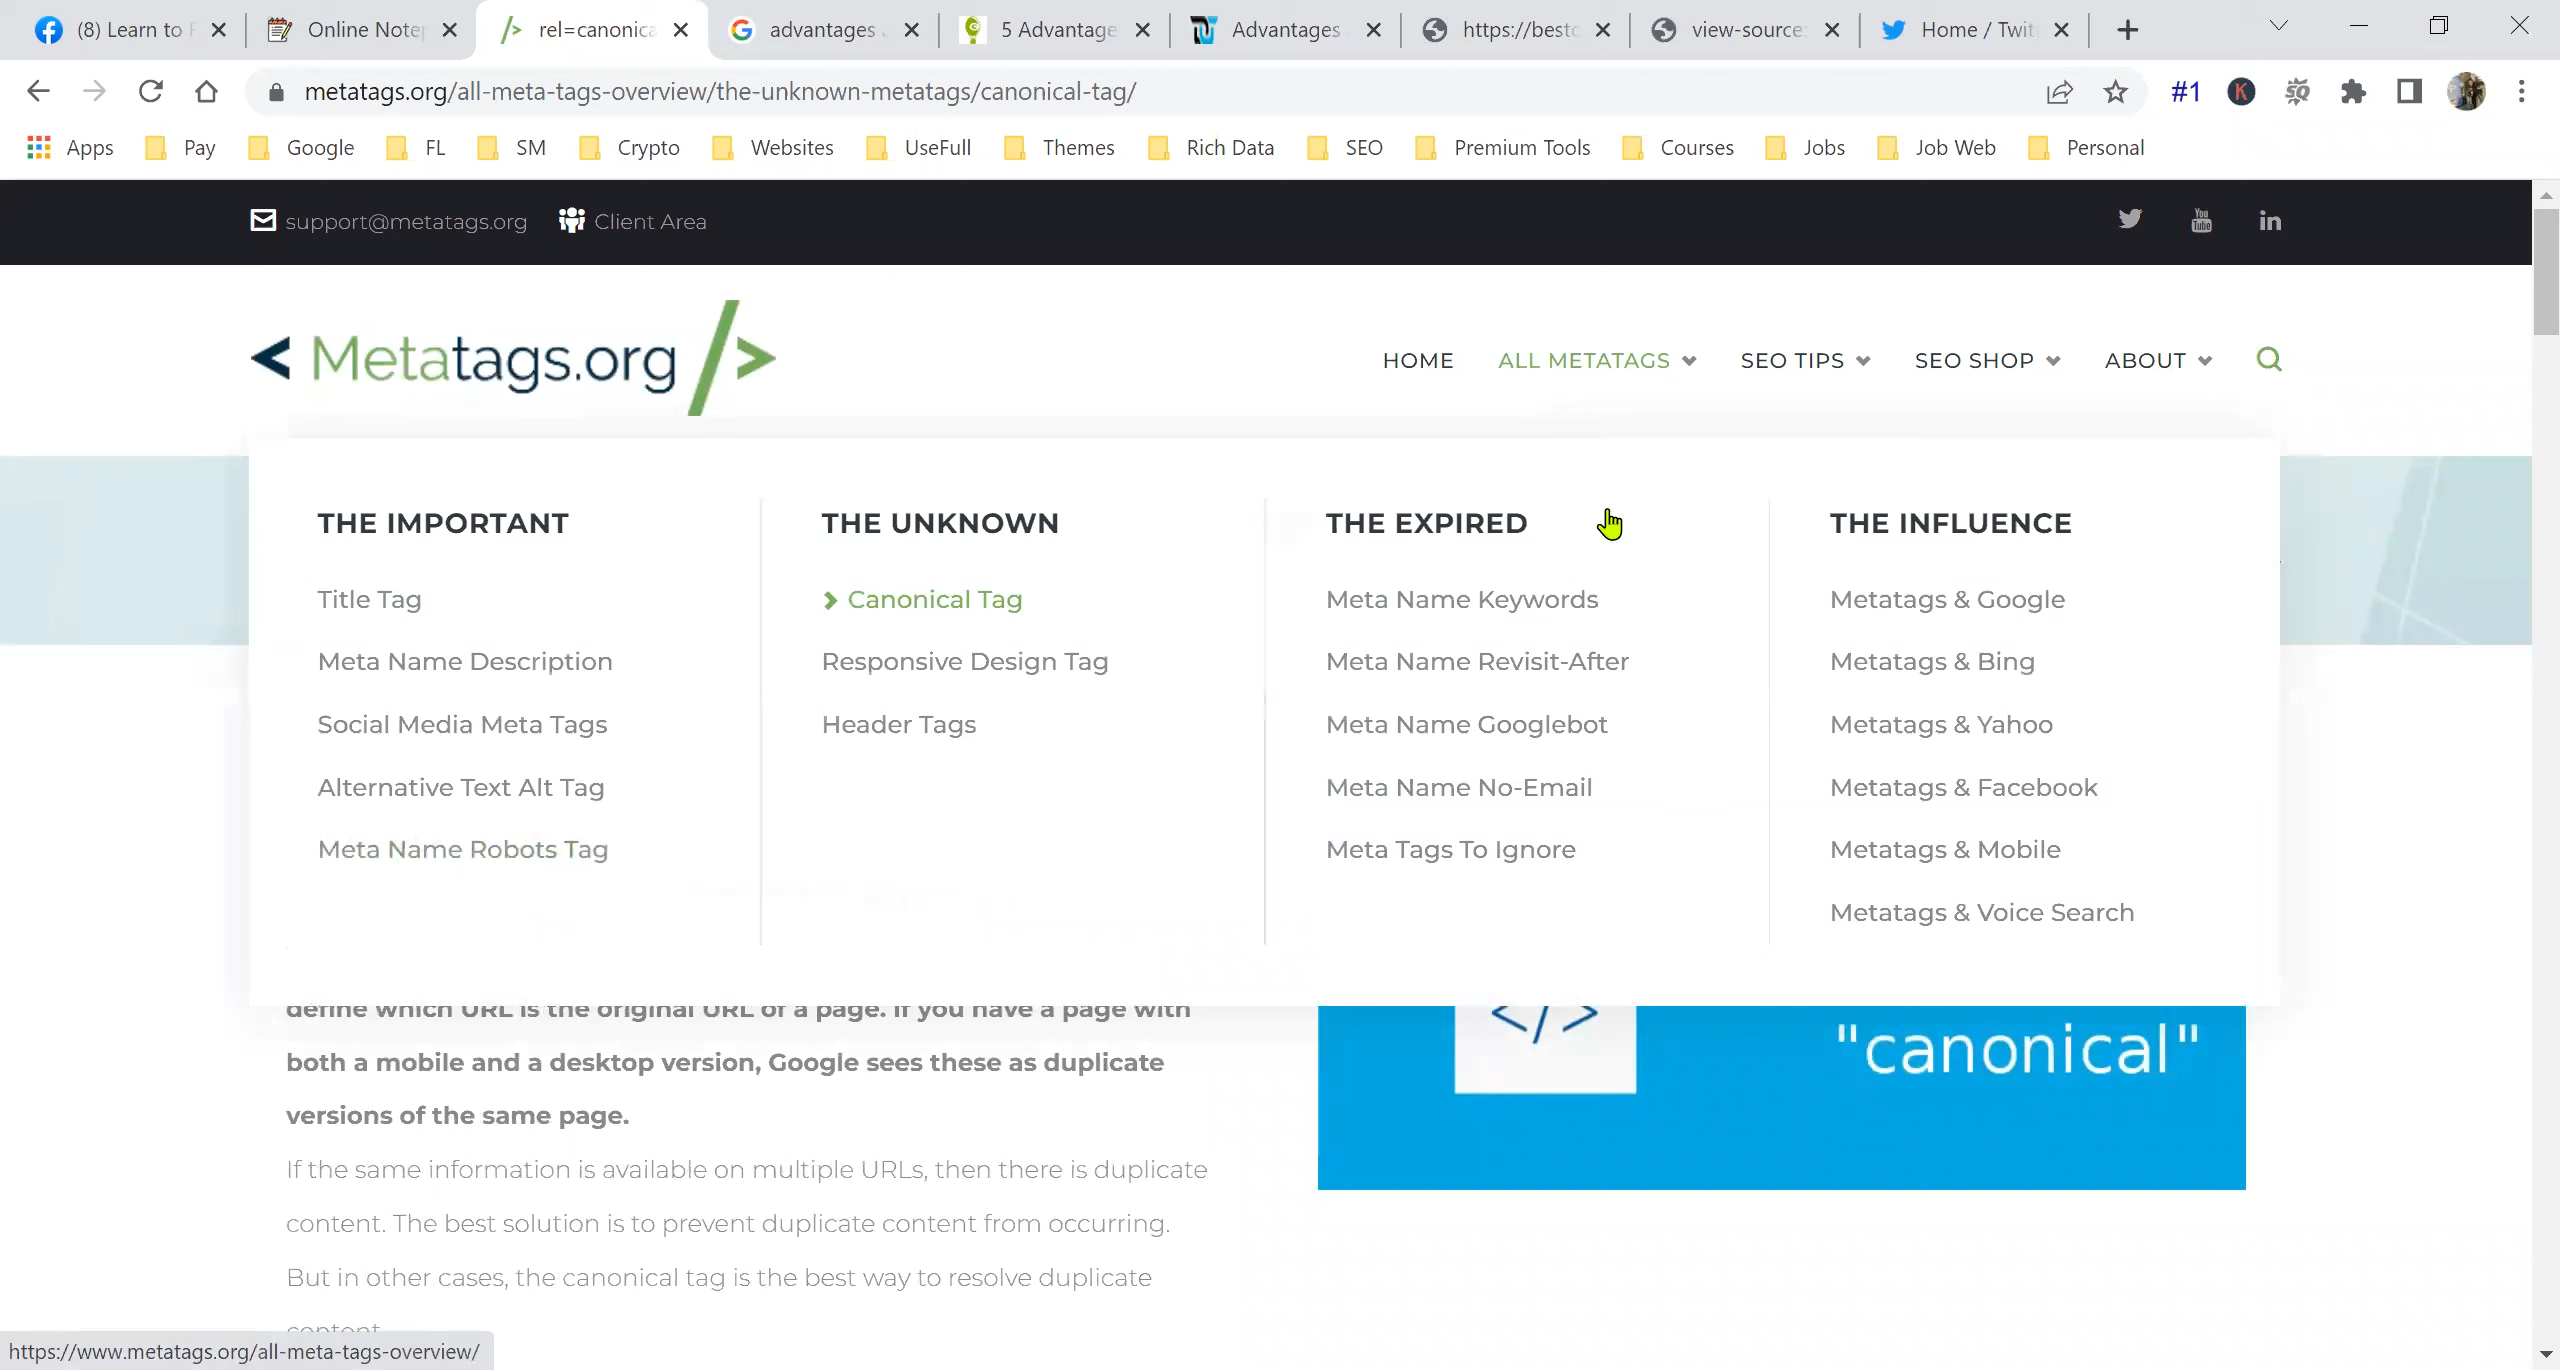 (8) Learn to F
Online Notep
rel=canonica
advantages a
5 Advantage
Advantages
https://bestc
view-source:
Home / Twit
metatags.org/all-meta-tags-overview/the-unknown-metatags/canonical-tag/
#1
K
SQ
Apps
Pay
Google
FL
SM
Crypto
Websites
UseFull
Themes
Rich Data
SEO
Premium Tools
Courses
Jobs
Job Web
Personal
support@metatags.org
Client Area
You Tube
in
< Metatags.org />
HOME
ALL METATAGS
SEO TIPS
SEO SHOP
ABOUT
THE IMPORTANT
Title Tag
Meta Name Description
Social Media Meta Tags
Alternative Text Alt Tag
Meta Name Robots Tag
THE UNKNOWN
Canonical Tag
Responsive Design Tag
Header Tags
THE EXPIRED
Meta Name Keywords
Meta Name Revisit-After
Meta Name Googlebot
Meta Name No-Email
Meta Tags To Ignore
THE INFLUENCE
Metatags & Google
Metatags & Bing
Metatags & Yahoo
Metatags & Facebook
Metatags & Mobile
Metatags & Voice Search
define which URL is the original URL of a page. If you have a page with
both a mobile and a desktop version, Google sees these as duplicate
versions of the same page.
If the same information is available on multiple URLs, then there is duplicate
content. The best solution is to prevent duplicate content from occurring.
But in other cases, the canonical tag is the best way to resolve duplicate
content
</>
"canonical"
https://www.metatags.org/all-meta-tags-overview/